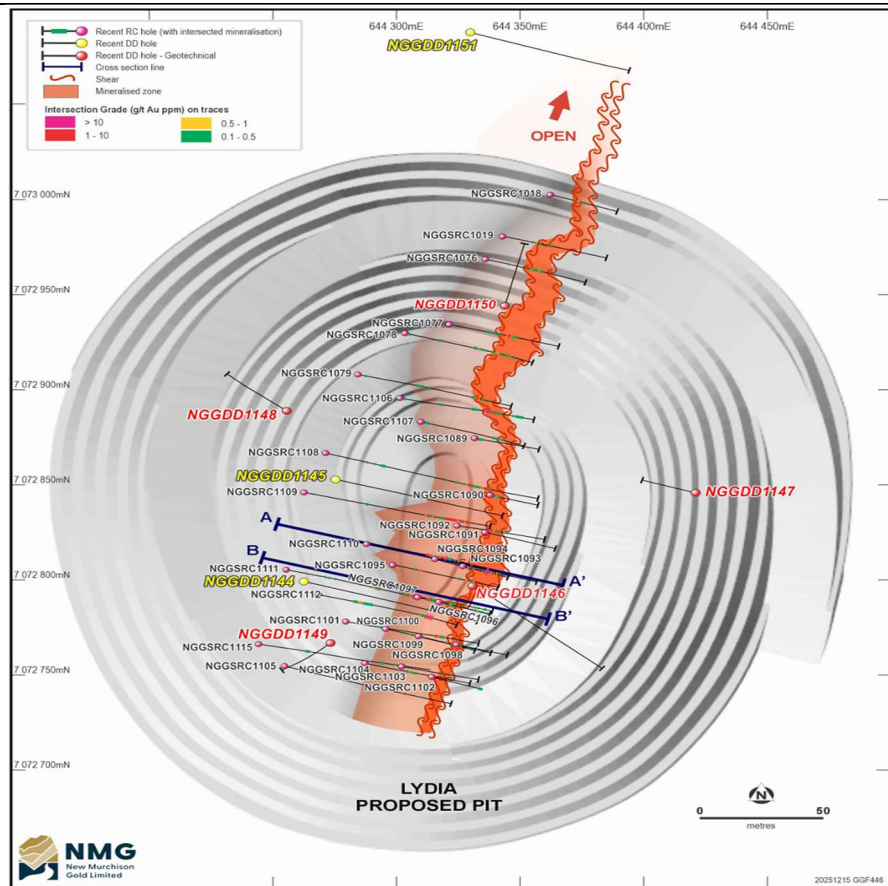 644 300mE
644 350mE
644 400mE
644 450mE
Recent RC hole (with intersected mineralisation)
Recent DD hole
Recent DD hole - Geotechnical
Cross section line
Shear
Mineralised zone
Intersection Grade (g/t Au ppm) on traces
> 10
0.5 - 1
1 - 10
0.1 - 0.5
NGGDD1151
OPEN
7 073 000mN
NGGSRC1018
NGGSRC1019
NGGSRC1076
7 072 950mN
NGGDD1150
NGGSRC1077
NGGSRC1078
7 072 900mN
NGGSRC1079
NGGSRC1106
NGGDD1148
NGGSRC1107
NGGSRC1089
NGGSRC1108
7 072 850mN
NGGDD1145
NGGSRC1109
NGGSRC1090
NGGDD1147
A
NGGSRC1092
NGGSRC1091
NGGSRC1110
NGGSRC1094
NGGSRC1093
B
NGGSRC1095
NGGSRC1111
A'
7 072 800mN
NGGDD1144
NGGSRC1097
NGGDD1146
NGGSRC1112
NGGSRC1096
B'
NGGSRC1101
NGGSRC1100
NGGDD1149
NGGSRC1115
NGGSRC1099
NGGSRC1098
7 072 750mN
NGGSRC1105
NGGSRC1104
NGGSRC1103
NGGSRC1102
7 072 700mN
LYDIA
PROPOSED PIT
N
0
50
metres
NMG
New Murchison
Gold Limited
20251215 GGF446